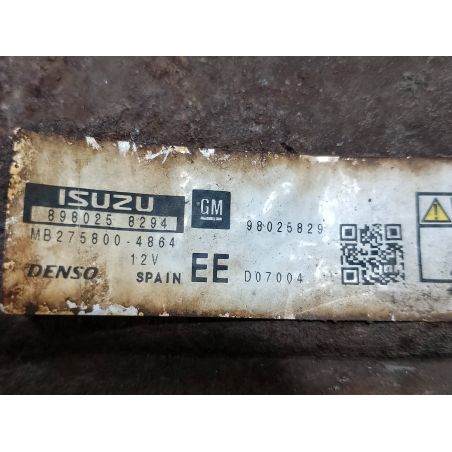 ISUZU GM
898025 8294 98025829
MB275800-4864
12V
DENSO SPAIN EE D07004